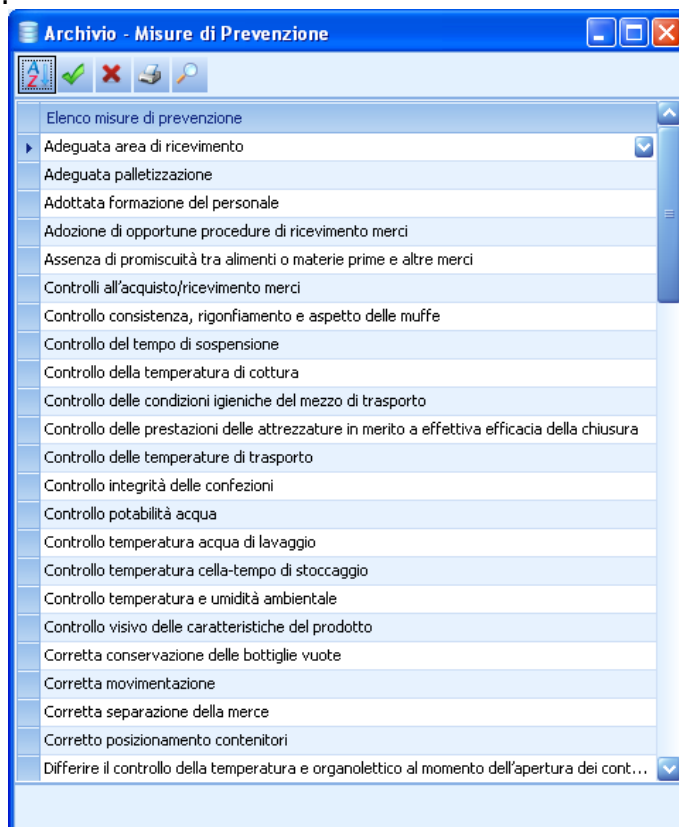 Archivio - Misure di Prevenzione
Elenco misure di prevenzione
Adeguata area di ricevimento
Adeguata palletizzazione
Adottata formazione del personale
Adozione di opportune procedure di ricevimento merci
Assenza di promiscuità tra alimenti o materie prime e altre merci
Controlli all'acquisto/ricevimento merci
Controllo consistenza, rigonfiamento e aspetto delle muffe
Controllo del tempo di sospensione
Controllo della temperatura di cottura
Controllo delle condizioni igieniche del mezzo di trasporto
Controllo delle prestazioni delle attrezzature in merito a effettiva efficacia della chiusura
Controllo delle temperature di trasporto
Controllo integrità delle confezioni
Controllo potabilità acqua
Controllo temperatura acqua di lavaggio
Controllo temperatura cella-tempo di stoccaggio
Controllo temperatura e umidità ambientale
Controllo visivo delle caratteristiche del prodotto
Corretta conservazione delle bottiglie vuote
Corretta movimentazione
Corretta separazione della merce
Corretto posizionamento contenitori
Differire il controllo della temperatura e organolettico al momento dell'apertura dei cont...